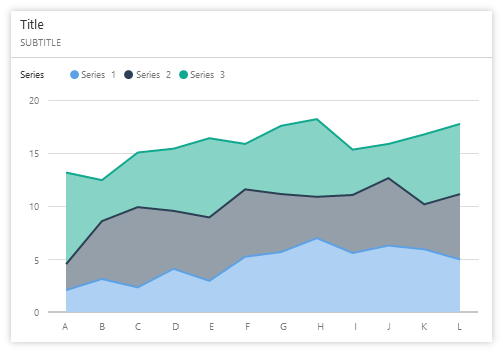 Title
SUBTITLE
Series Series 1 Series 2 Series 3
20
15
10
5
0
A B C D E F G H I J K L